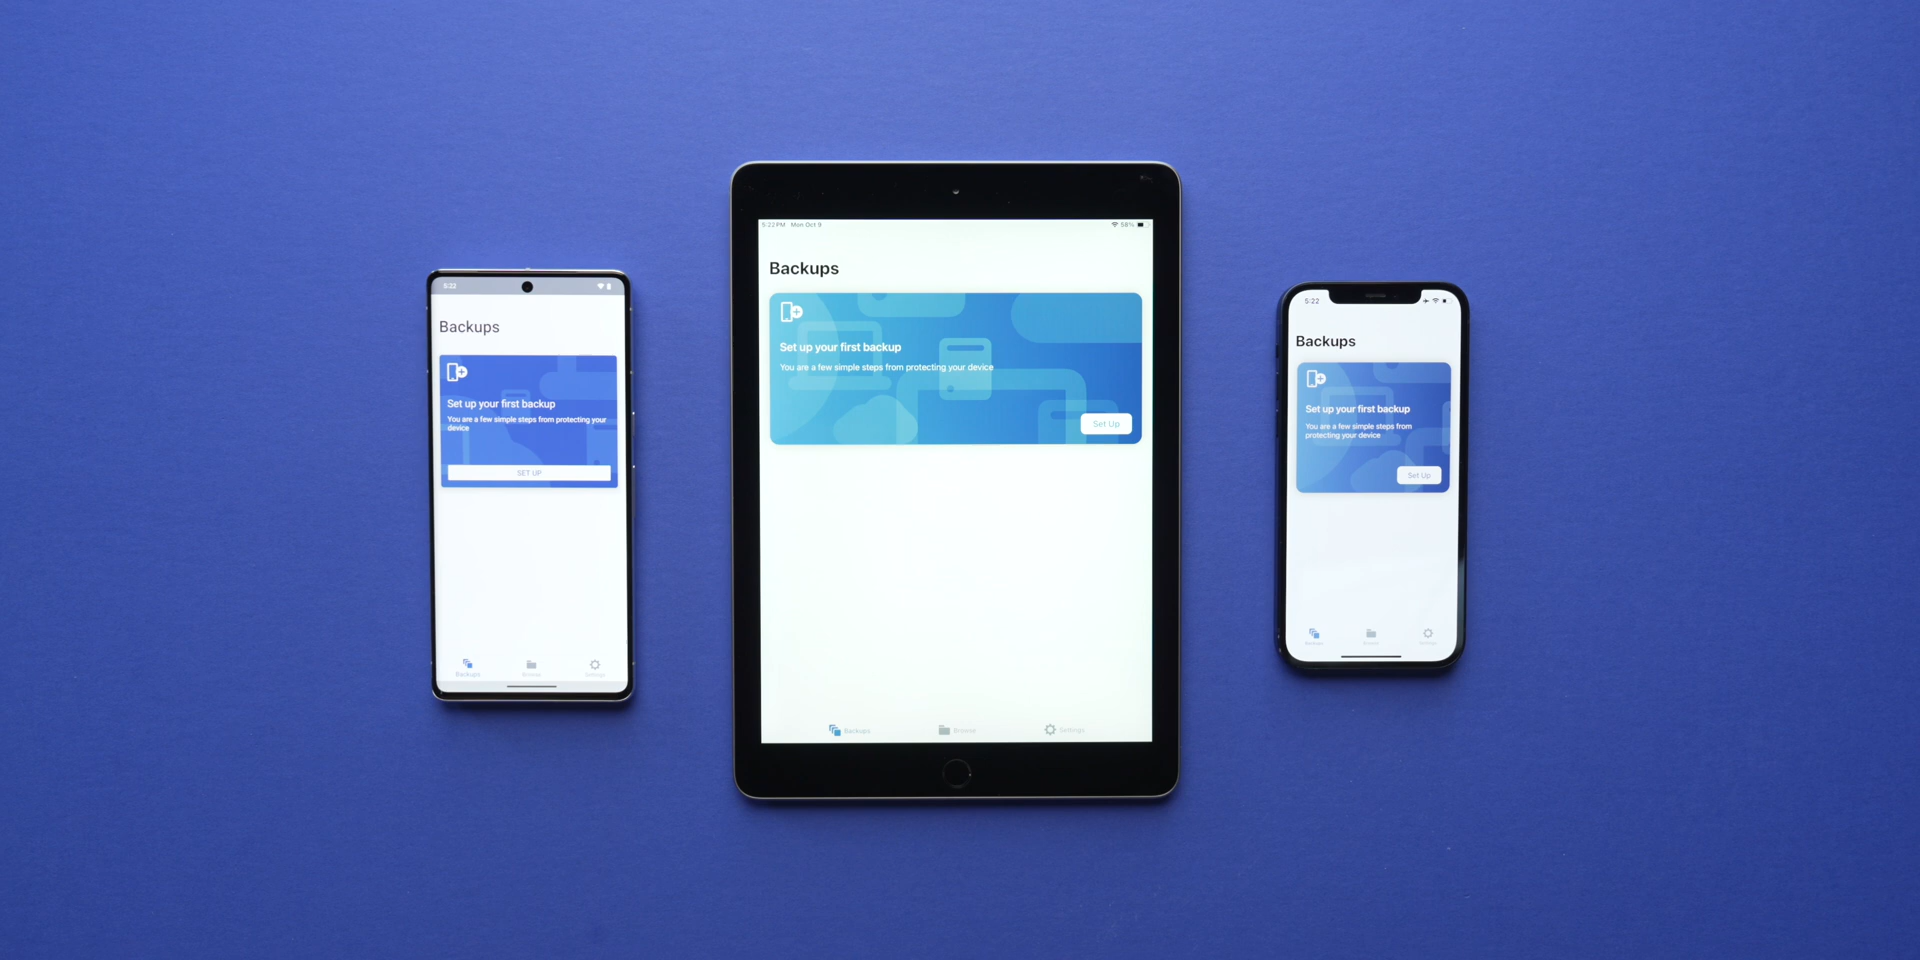 5:22
Backups
Set up your first backup
You are a few simple steps from protecting your
device
SET UP
Backups
Browse
Settings
5:22 PM Mon Oct 9
58%
Backups
Set up your first backup
You are a few simple steps from protecting your device
Set Up
Backups
Browse
Settings
5:22
Backups
Set up your first backup
You are a few simple steps from
protecting your device
Set Up
Backups
Browse
Settings